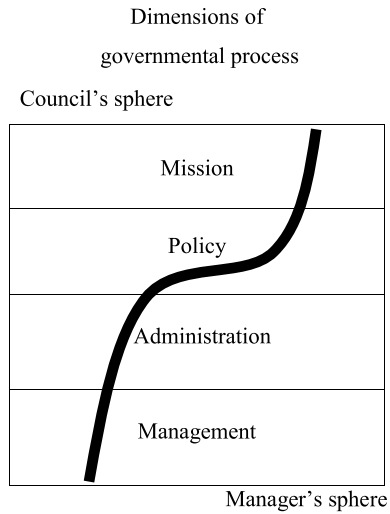 Dimensions of
governmental process
Council's sphere
Mission
Policy
Administration
Management
Manager's sphere